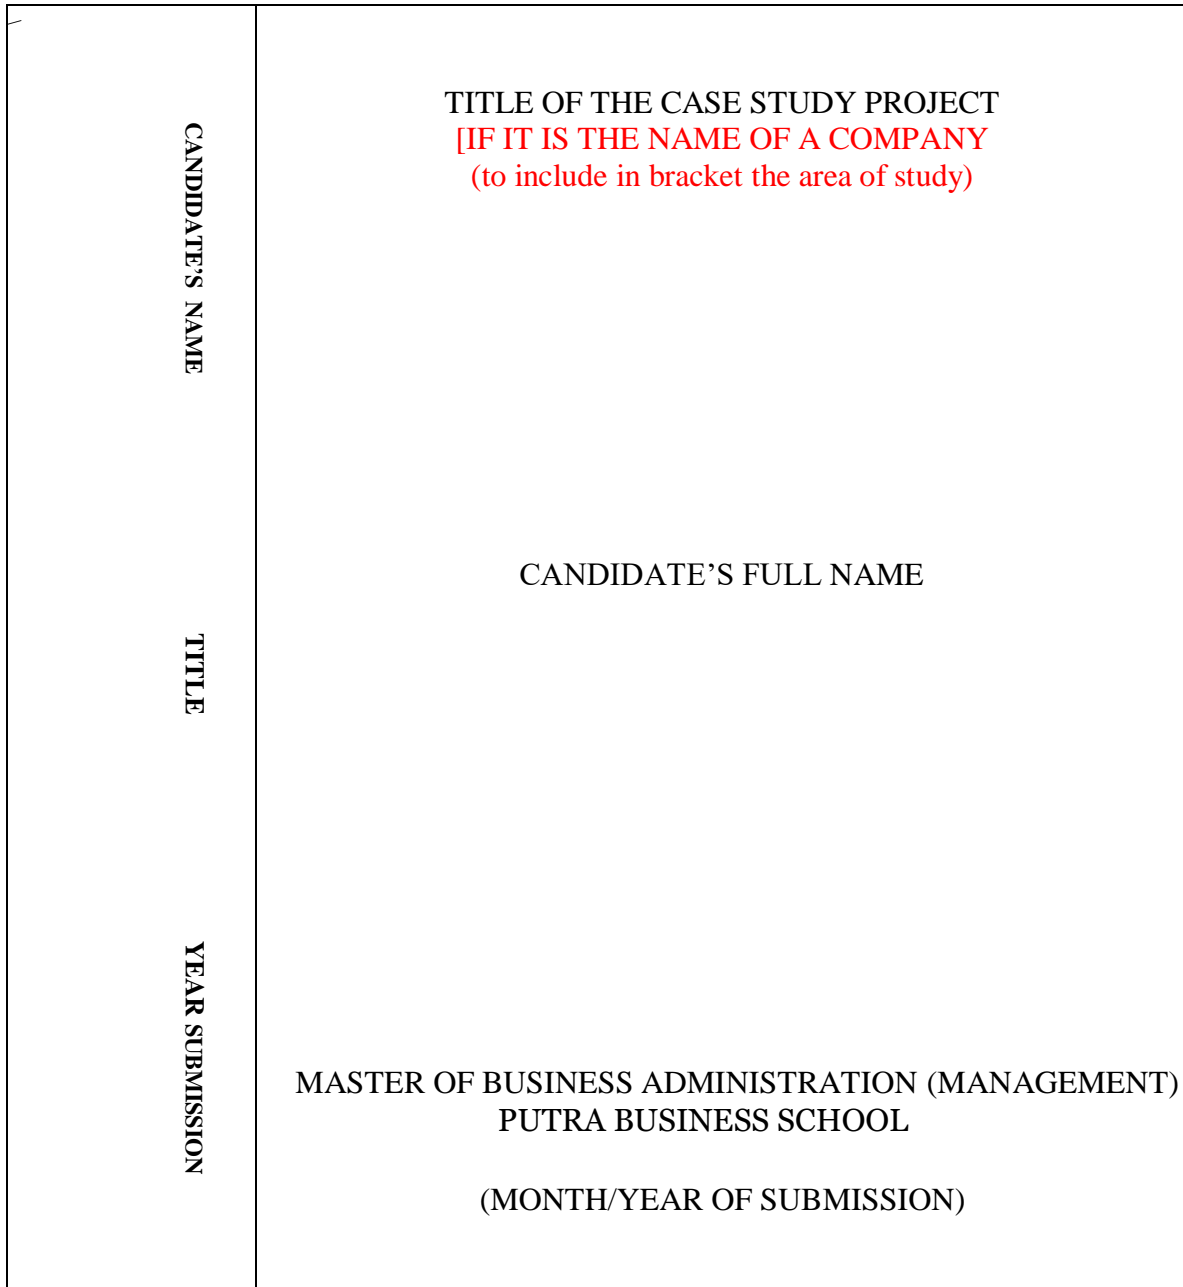 CANDIDATE’S NAME
TITLE
YEAR SUBMISSION
TITLE OF THE CASE STUDY PROJECT
[IF IT IS THE NAME OF A COMPANY
(to include in bracket the area of study)
CANDIDATE’S FULL NAME
MASTER OF BUSINESS ADMINISTRATION (MANAGEMENT)
PUTRA BUSINESS SCHOOL
(MONTH/YEAR OF SUBMISSION)